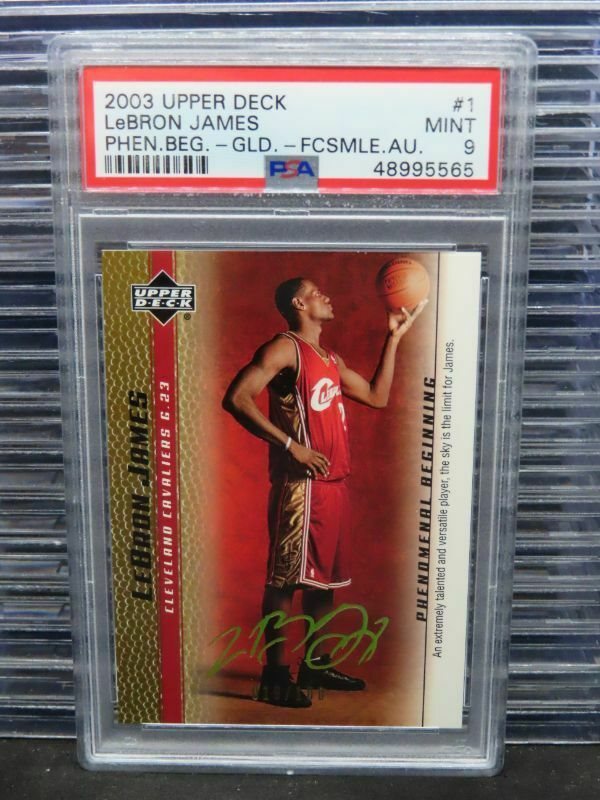 2003 UPPER DECK #1
LeBRON JAMES MINT
PHEN.BEG.-GLD.-FCSMLE.AU. 9
PSA 48995565
UPPER
DECK
®
LEBRON JAMES
CLEVELAND CAVALIERS G.23
PHENOMENAL BEGINNING
An extremely talented and versatile player, the sky is the limit for James.